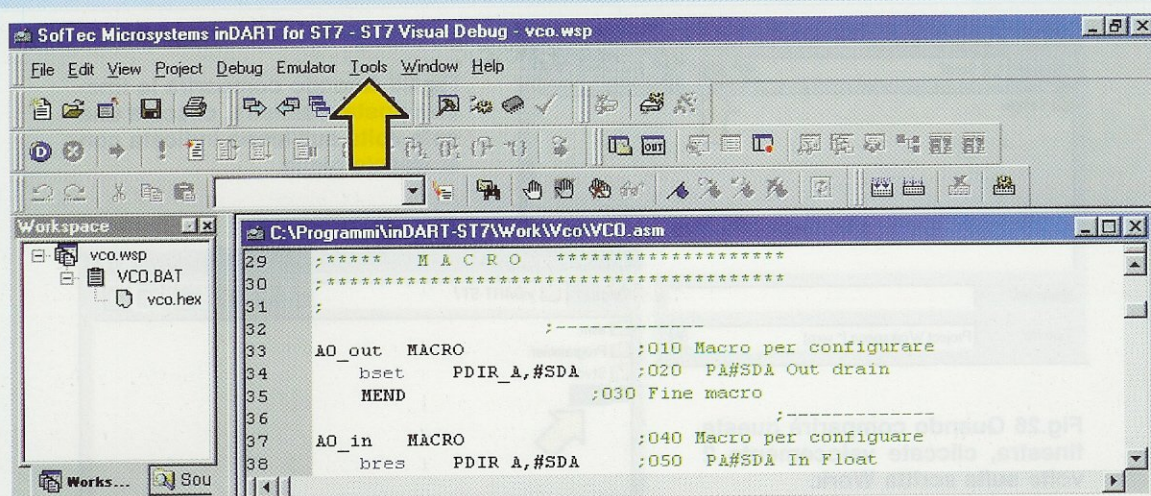 SofTec Microsystems inDART for ST7 - ST7 Visual Debug - vco.wsp
File Edit View Project Debug Emulator Tools Window Help
D OUT
Workspace
vco.wsp
VCO.BAT
vco.hex
Works... Sou
C:\Programmi\inDART-ST7\Work\Vco\VCO.asm
29 ;***** M A C R O *********************
30 ;****************************************
31 ;
32 ;--------------
33 AO_out MACRO ;010 Macro per configurare
34 bset PDIR_A,#SDA ;020 PA#SDA Out drain
35 MEND ;030 Fine macro
36 ;-------------
37 AO_in MACRO ;040 Macro per configuare
38 bres PDIR A,#SDA ;050 PA#SDA In Float